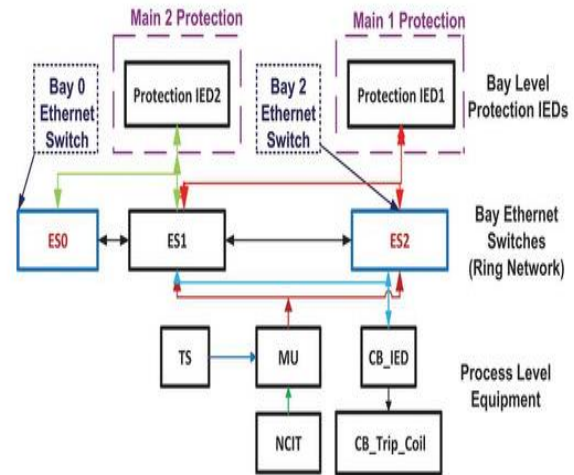 Main 2 Protection
Main 1 Protection
Bay 0
Ethernet
Switch
Protection IED2
Bay 2
Ethernet
Switch
Protection IED1
Bay Level
Protection IEDs
ES0
ES1
ES2
Bay Ethernet
Switches
(Ring Network)
TS
MU
CB_IED
Process Level
Equipment
NCIT
CB_Trip_Coil